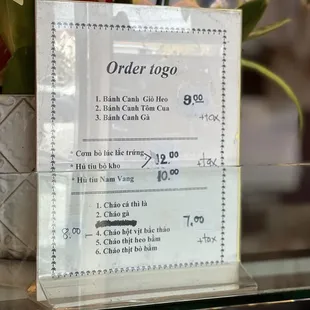 Order togo
1. Bánh Canh Giò Heo 9.00
2. Bánh Canh Tôm Cua
3. Bánh Canh Gà +tax
* Cơm bò lúc lắc trứng
* Hủ tíu bò kho > 12.00 +tax
* Hủ tíu Nam Vang 10.00
1. Cháo cá thì là
2. Cháo gà 7.00
8.00 - 4. Cháo hột vịt bắc thảo
5. Cháo thịt heo bằm +tax
6. Cháo thịt bò bằm